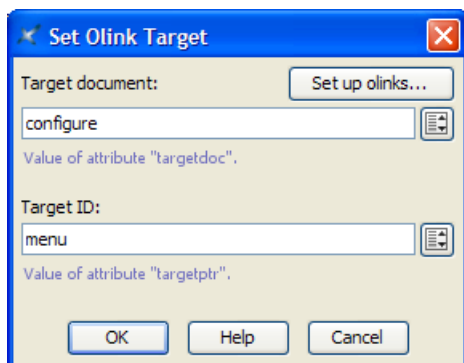 Set Olink Target
Target document:
Set up olinks...
configure
Value of attribute "targetdoc".
Target ID:
menu
Value of attribute "targetptr".
OK Help Cancel